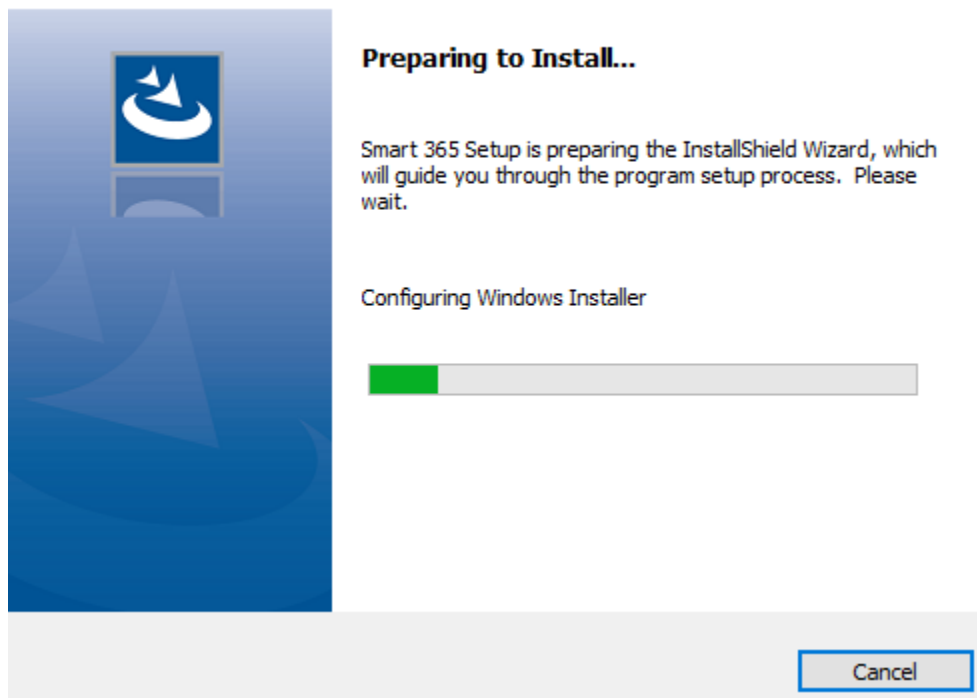 Preparing to Install...
Smart 365 Setup is preparing the InstallShield Wizard, which
will guide you through the program setup process.  Please
wait.
Configuring Windows Installer
Cancel